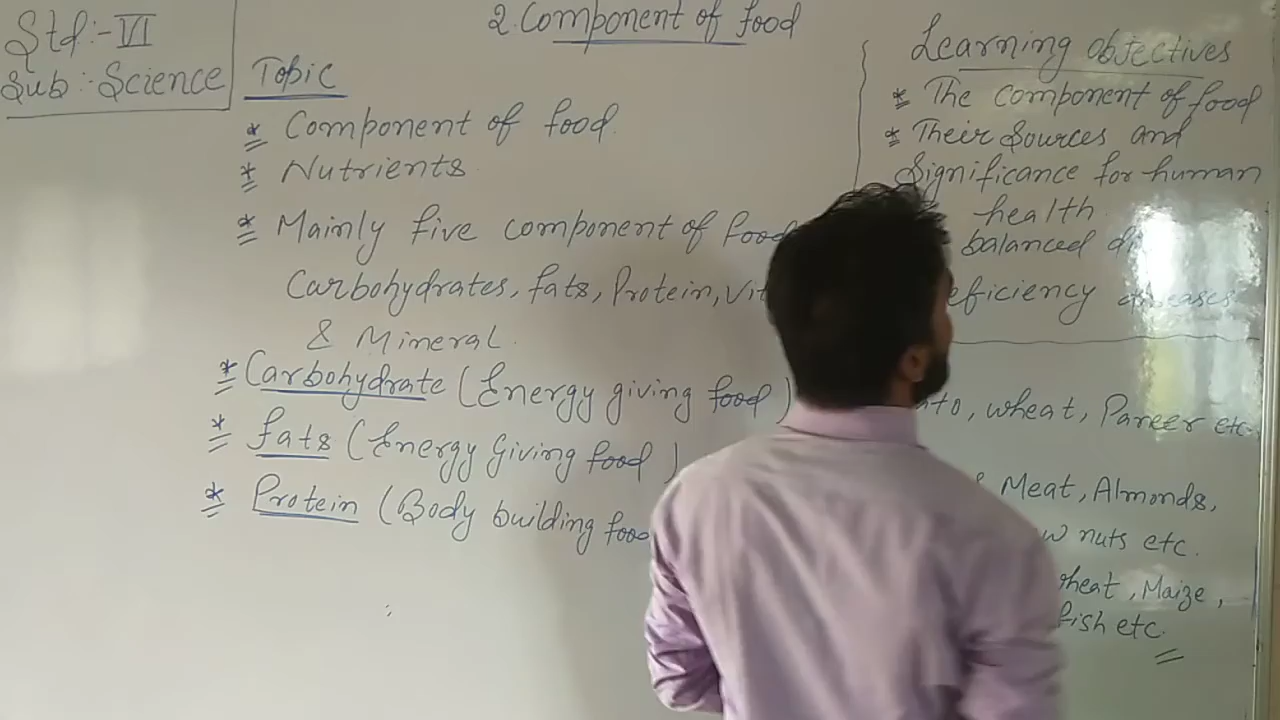 Std:- VI
Sub:- Science
2. Component of food
Topic
* Component of food
* Nutrients
* Mainly five component of food
Carbohydrates, fats, Protein,
& Mineral
* Carbohydrate (Energy giving food)
* fats (Energy Giving food)
* Protein (Body building food
Learning objectives
* The component of food
* Their Sources and
Significance for human
health
balanced
wheat, Paneer etc.
Meat, Almonds,
nuts etc.
Maize,
fish etc.